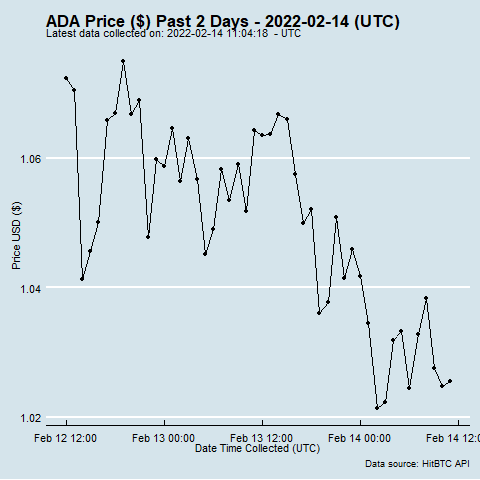 ADA Price ($) Past 2 Days - 2022-02-14 (UTC)
Latest data collected on: 2022-02-14 11:04:18  - UTC
Price USD ($)
1.06
1.04
1.02
Feb 12 12:00 Feb 13 00:00 Feb 13 12:00 Feb 14 00:00 Feb 14 12:0
Date Time Collected (UTC)
Data source: HitBTC API